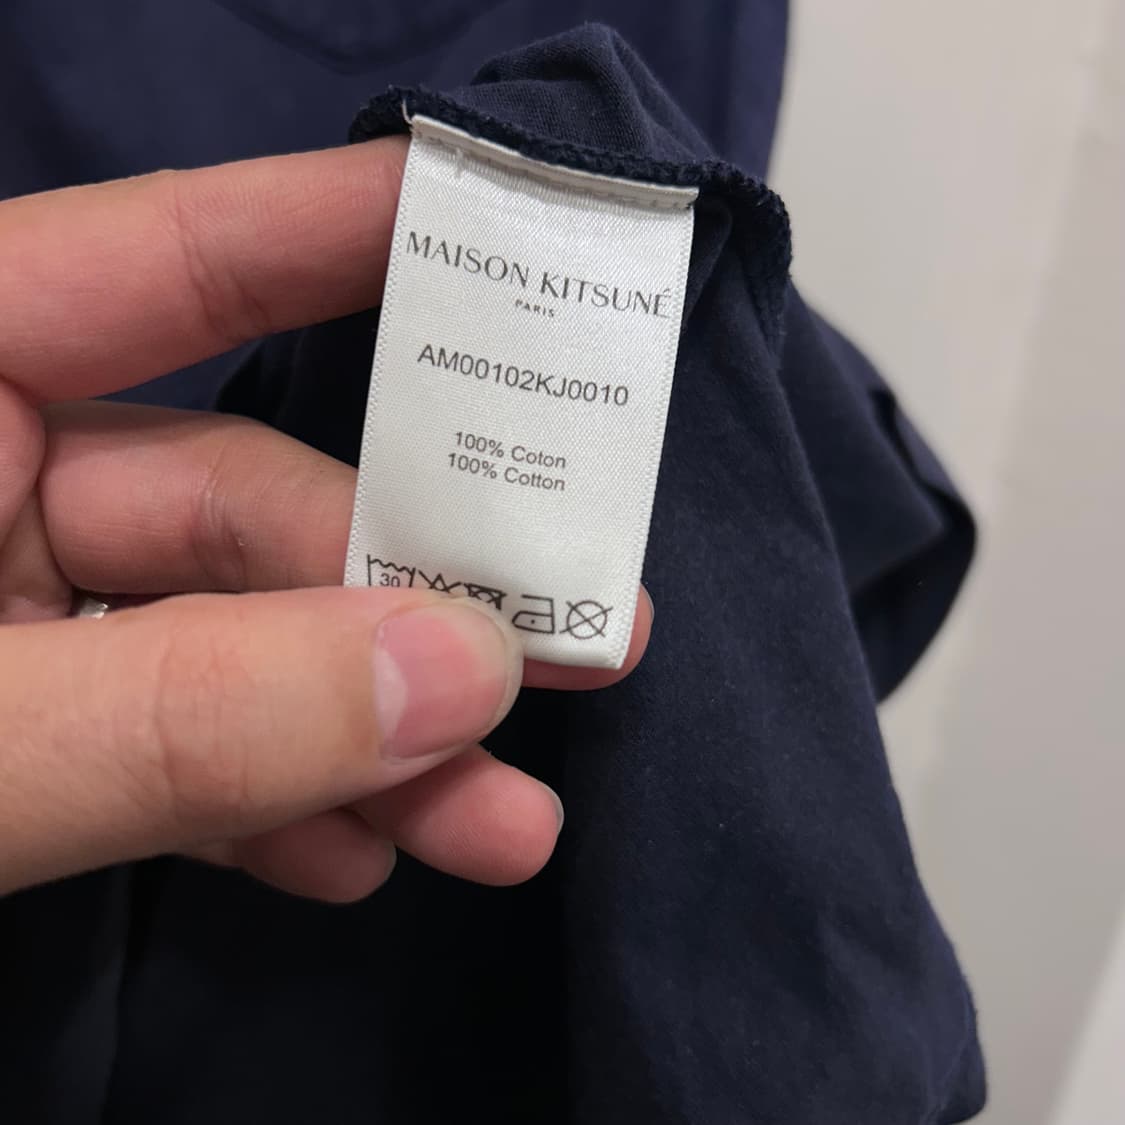 MAISON KITSUNÉ
PARIS
AM00102KJ0010
100% Coton
100% Cotton
30